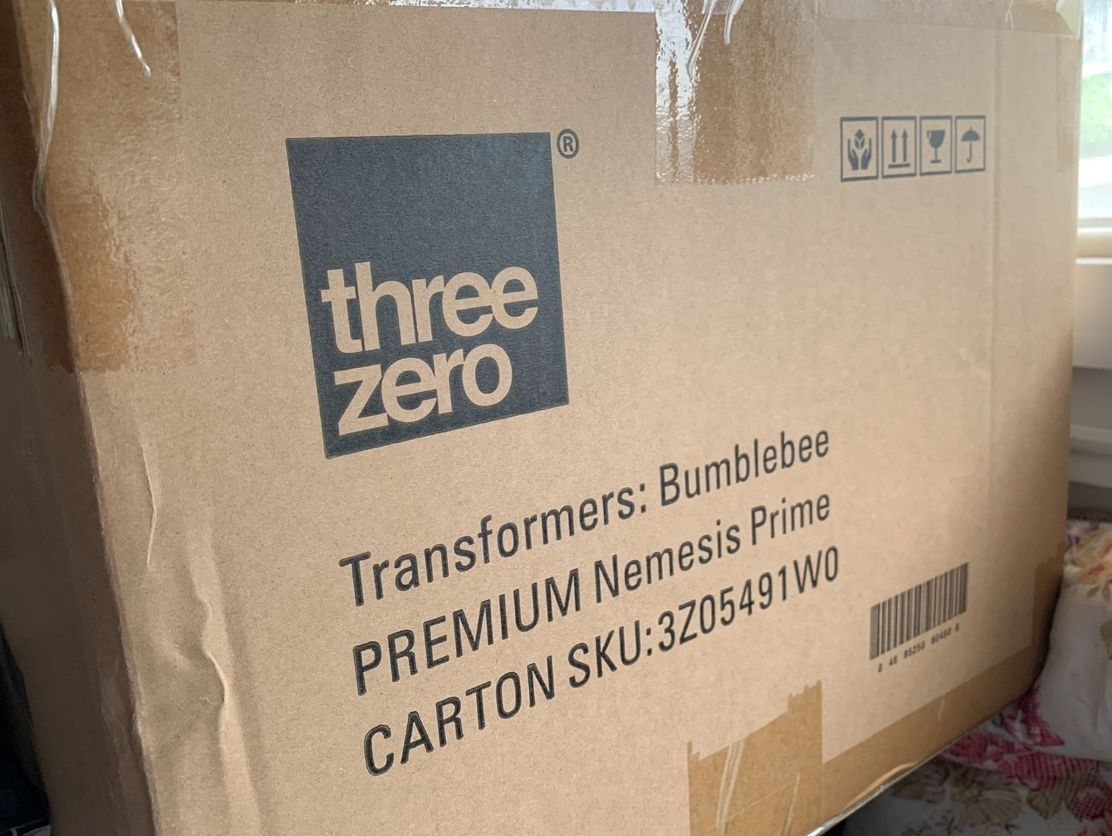 three
zero
®
Transformers: Bumblebee
PREMIUM Nemesis Prime
CARTON SKU:3Z05491W0